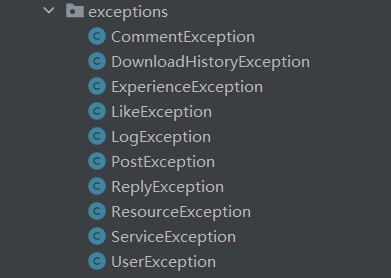 exceptions
CommentException
DownloadHistoryException
ExperienceException
LikeException
LogException
PostException
ReplyException
ResourceException
ServiceException
UserException